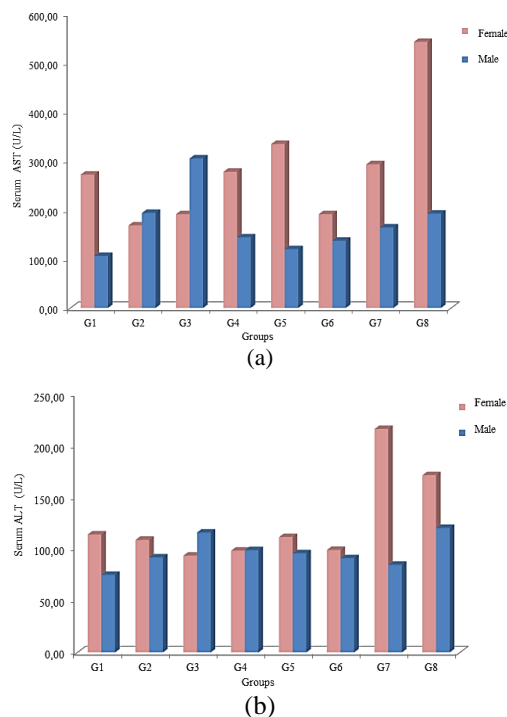 600,00
500,00
400,00
300,00
200,00
100,00
0,00
Serum AST (U/L)
Female
Male
G1 G2 G3 G4 G5 G6 G7 G8
Groups
(a)
250,00
200,00
150,00
100,00
50,00
0,00
Serum ALT (U/L)
Female
Male
G1 G2 G3 G4 G5 G6 G7 G8
Groups
(b)